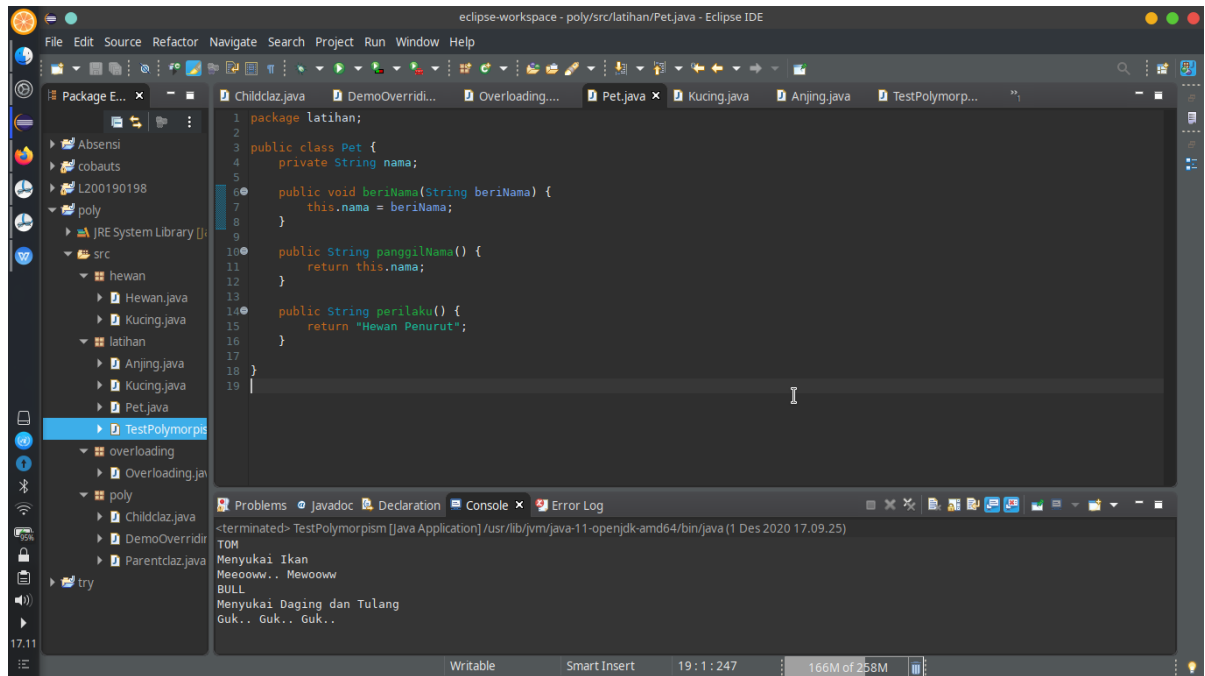 eclipse-workspace - poly/src/latihan/Pet.java - Eclipse IDE
File Edit Source Refactor Navigate Search Project Run Window Help
Package E...
Childclaz.java DemoOverridi... Overloading.... Pet.java Kucing.java Anjing.java TestPolymorp... 1
Absensi
cobauts
L200190198
poly
JRE System Library [Ja
src
hewan
Hewan.java
Kucing.java
latihan
Anjing.java
Kucing.java
Pet.java
TestPolymorpis
overloading
Overloading.jav
poly
Childclaz.java
DemoOverridin
Parentclaz.java
try
1 package latihan;
2
3 public class Pet {
4 private String nama;
5
6 public void beriNama(String beriNama) {
7 this.nama = beriNama;
8 }
9
10 public String panggilNama() {
11 return this.nama;
12 }
13
14 public String perilaku() {
15 return "Hewan Penurut";
16 }
17
18 }
19
Problems Javadoc Declaration Console Error Log
<terminated> TestPolymorpism [Java Application] /usr/lib/jvm/java-11-openjdk-amd64/bin/java (1 Des 2020 17.09.25)
TOM
Menyukai Ikan
Meeooww.. Mewooww
BULL
Menyukai Daging dan Tulang
Guk.. Guk.. Guk..
95%
17.11
Writable Smart Insert 19 : 1 : 247 166M of 258M